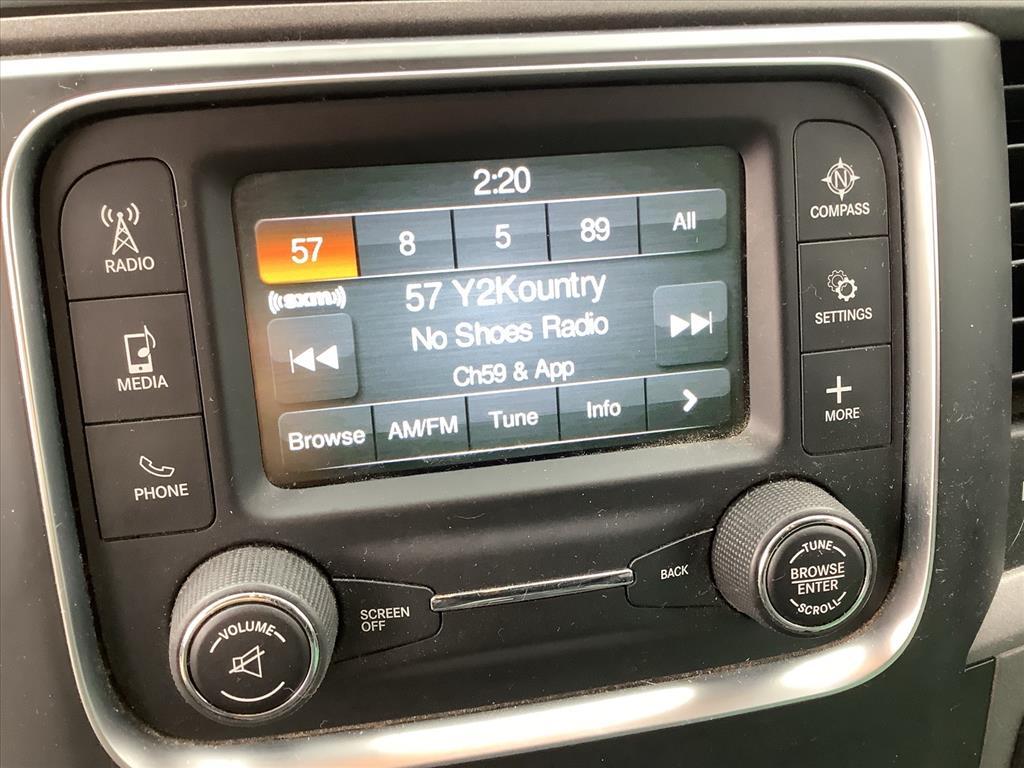 2:20
57 8 5 89 All
((sxm))
57 Y2Kountry
No Shoes Radio
Ch59 & App
Browse AM/FM Tune Info
RADIO
MEDIA
PHONE
N
COMPASS
SETTINGS
MORE
VOLUME
SCREEN
OFF
BACK
TUNE
BROWSE
ENTER
SCROLL